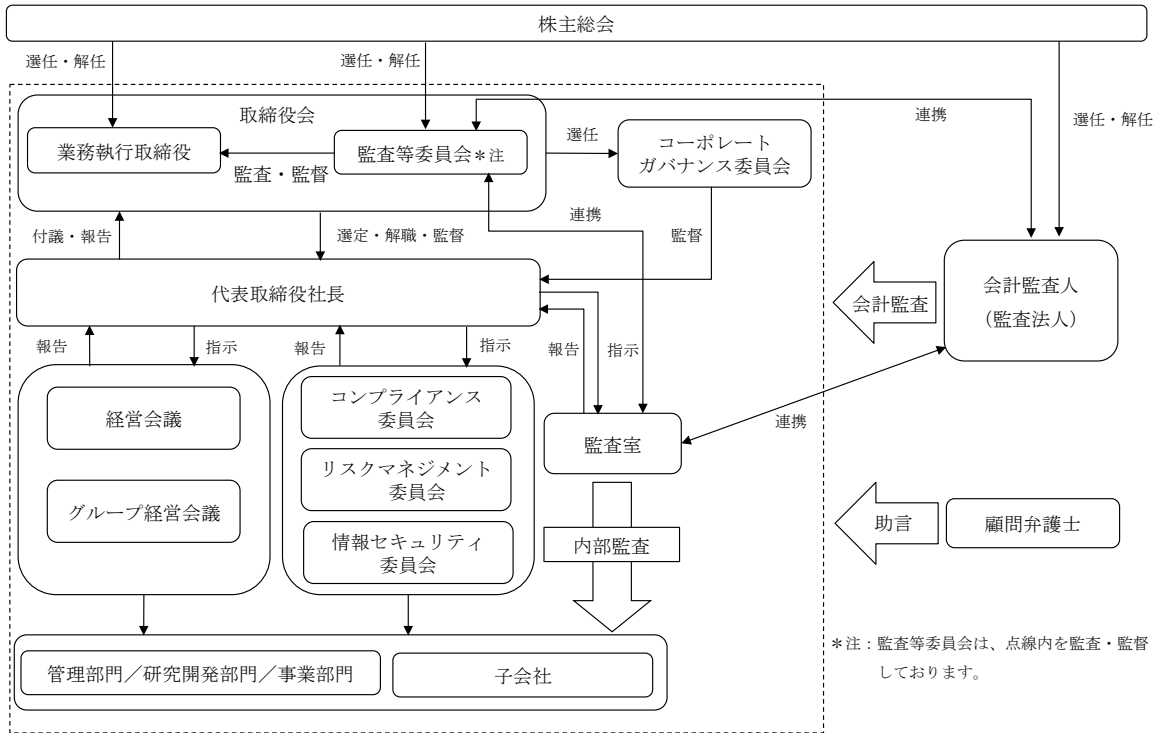 株主総会
選任・解任
選任・解任
選任・解任
連携
取締役会
業務執行取締役
監査等委員会＊注
監査・監督
選任
コーポレート
ガバナンス委員会
連携
監督
付議・報告
選定・解職・監督
代表取締役社長
会計監査
会計監査人
（監査法人）
報告
指示
報告
指示
報告
指示
経営会議
グループ経営会議
コンプライアンス
委員会
リスクマネジメント
委員会
情報セキュリティ
委員会
監査室
連携
内部監査
助言
顧問弁護士
管理部門／研究開発部門／事業部門
子会社
＊注：監査等委員会は、点線内を監査・監督
しております。